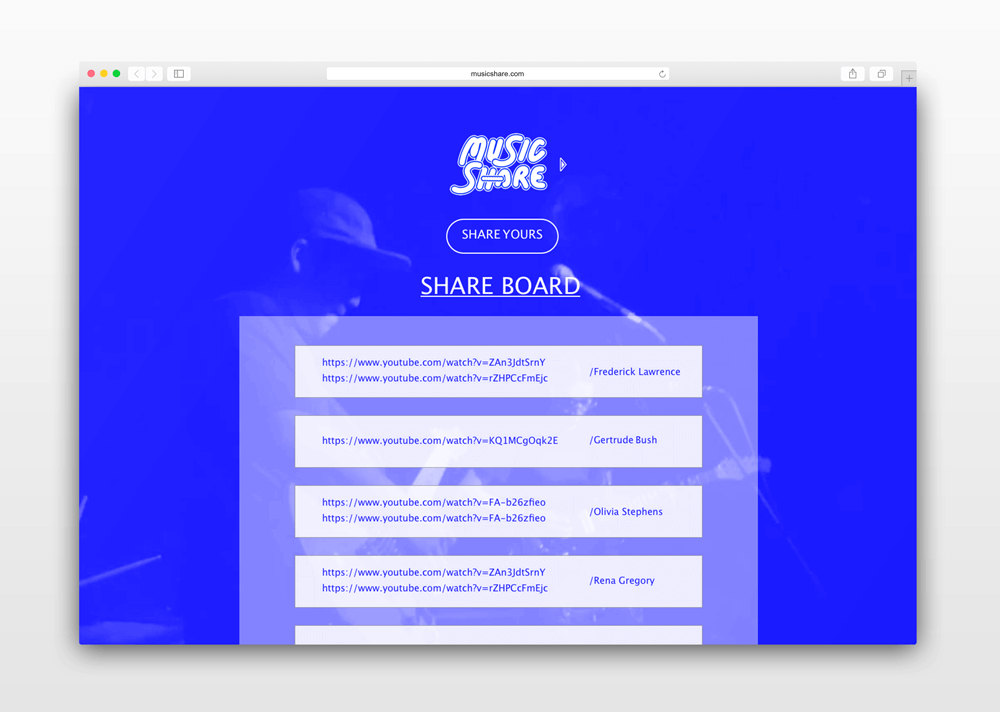 musicshare.com
MUSIC
SHARE
SHARE YOURS
SHARE BOARD
https://www.youtube.com/watch?v=ZAn3JdtSrnY
https://www.youtube.com/watch?v=rZHPCcFmEjc
/Frederick Lawrence
https://www.youtube.com/watch?v=KQ1MCgOqk2E
/Gertrude Bush
https://www.youtube.com/watch?v=FA-b26zfieo
https://www.youtube.com/watch?v=FA-b26zfieo
/Olivia Stephens
https://www.youtube.com/watch?v=ZAn3JdtSrnY
https://www.youtube.com/watch?v=rZHPCcFmEjc
/Rena Gregory